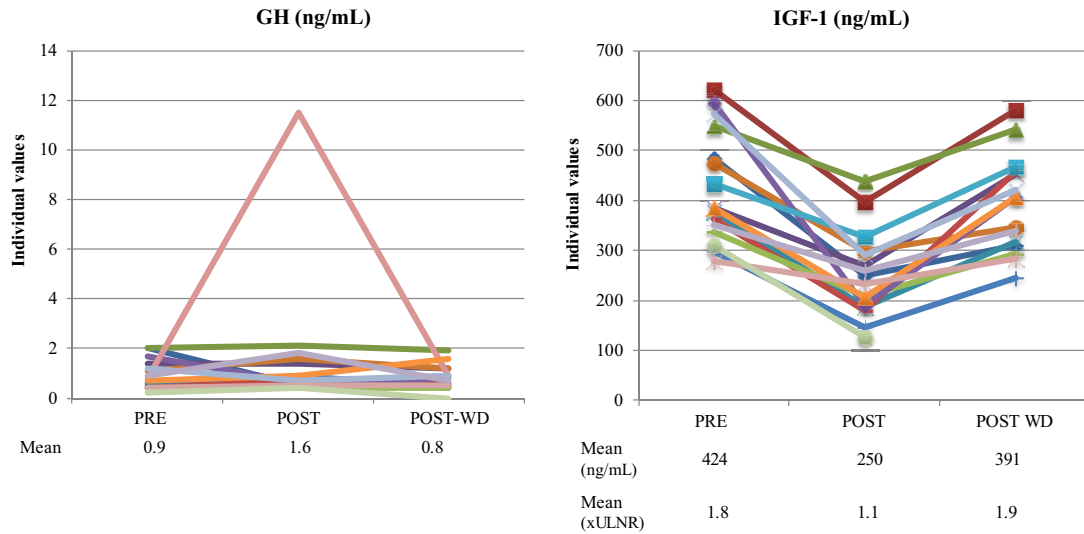 GH (ng/mL)
Individual values
14
12
10
8
6
4
2
0
PRE POST POST-WD
Mean 0.9 1.6 0.8
IGF-1 (ng/mL)
Individual values
700
600
500
400
300
200
100
0
PRE POST POST WD
Mean
(ng/mL) 424 250 391
Mean
(xULNR) 1.8 1.1 1.9